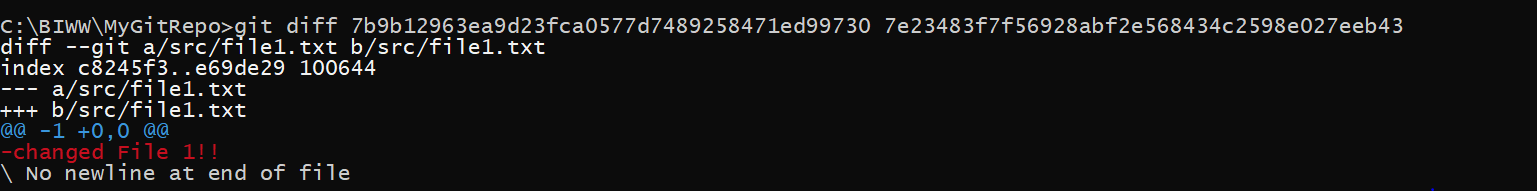 C:\BIWW\MyGitRepo>git diff 7b9b12963ea9d23fca0577d7489258471ed99730 7e23483f7f56928abf2e568434c2598e027eeb43
diff --git a/src/file1.txt b/src/file1.txt
index c8245f3..e69de29 100644
--- a/src/file1.txt
+++ b/src/file1.txt
@@ -1 +0,0 @@
-changed File 1!!
\ No newline at end of file